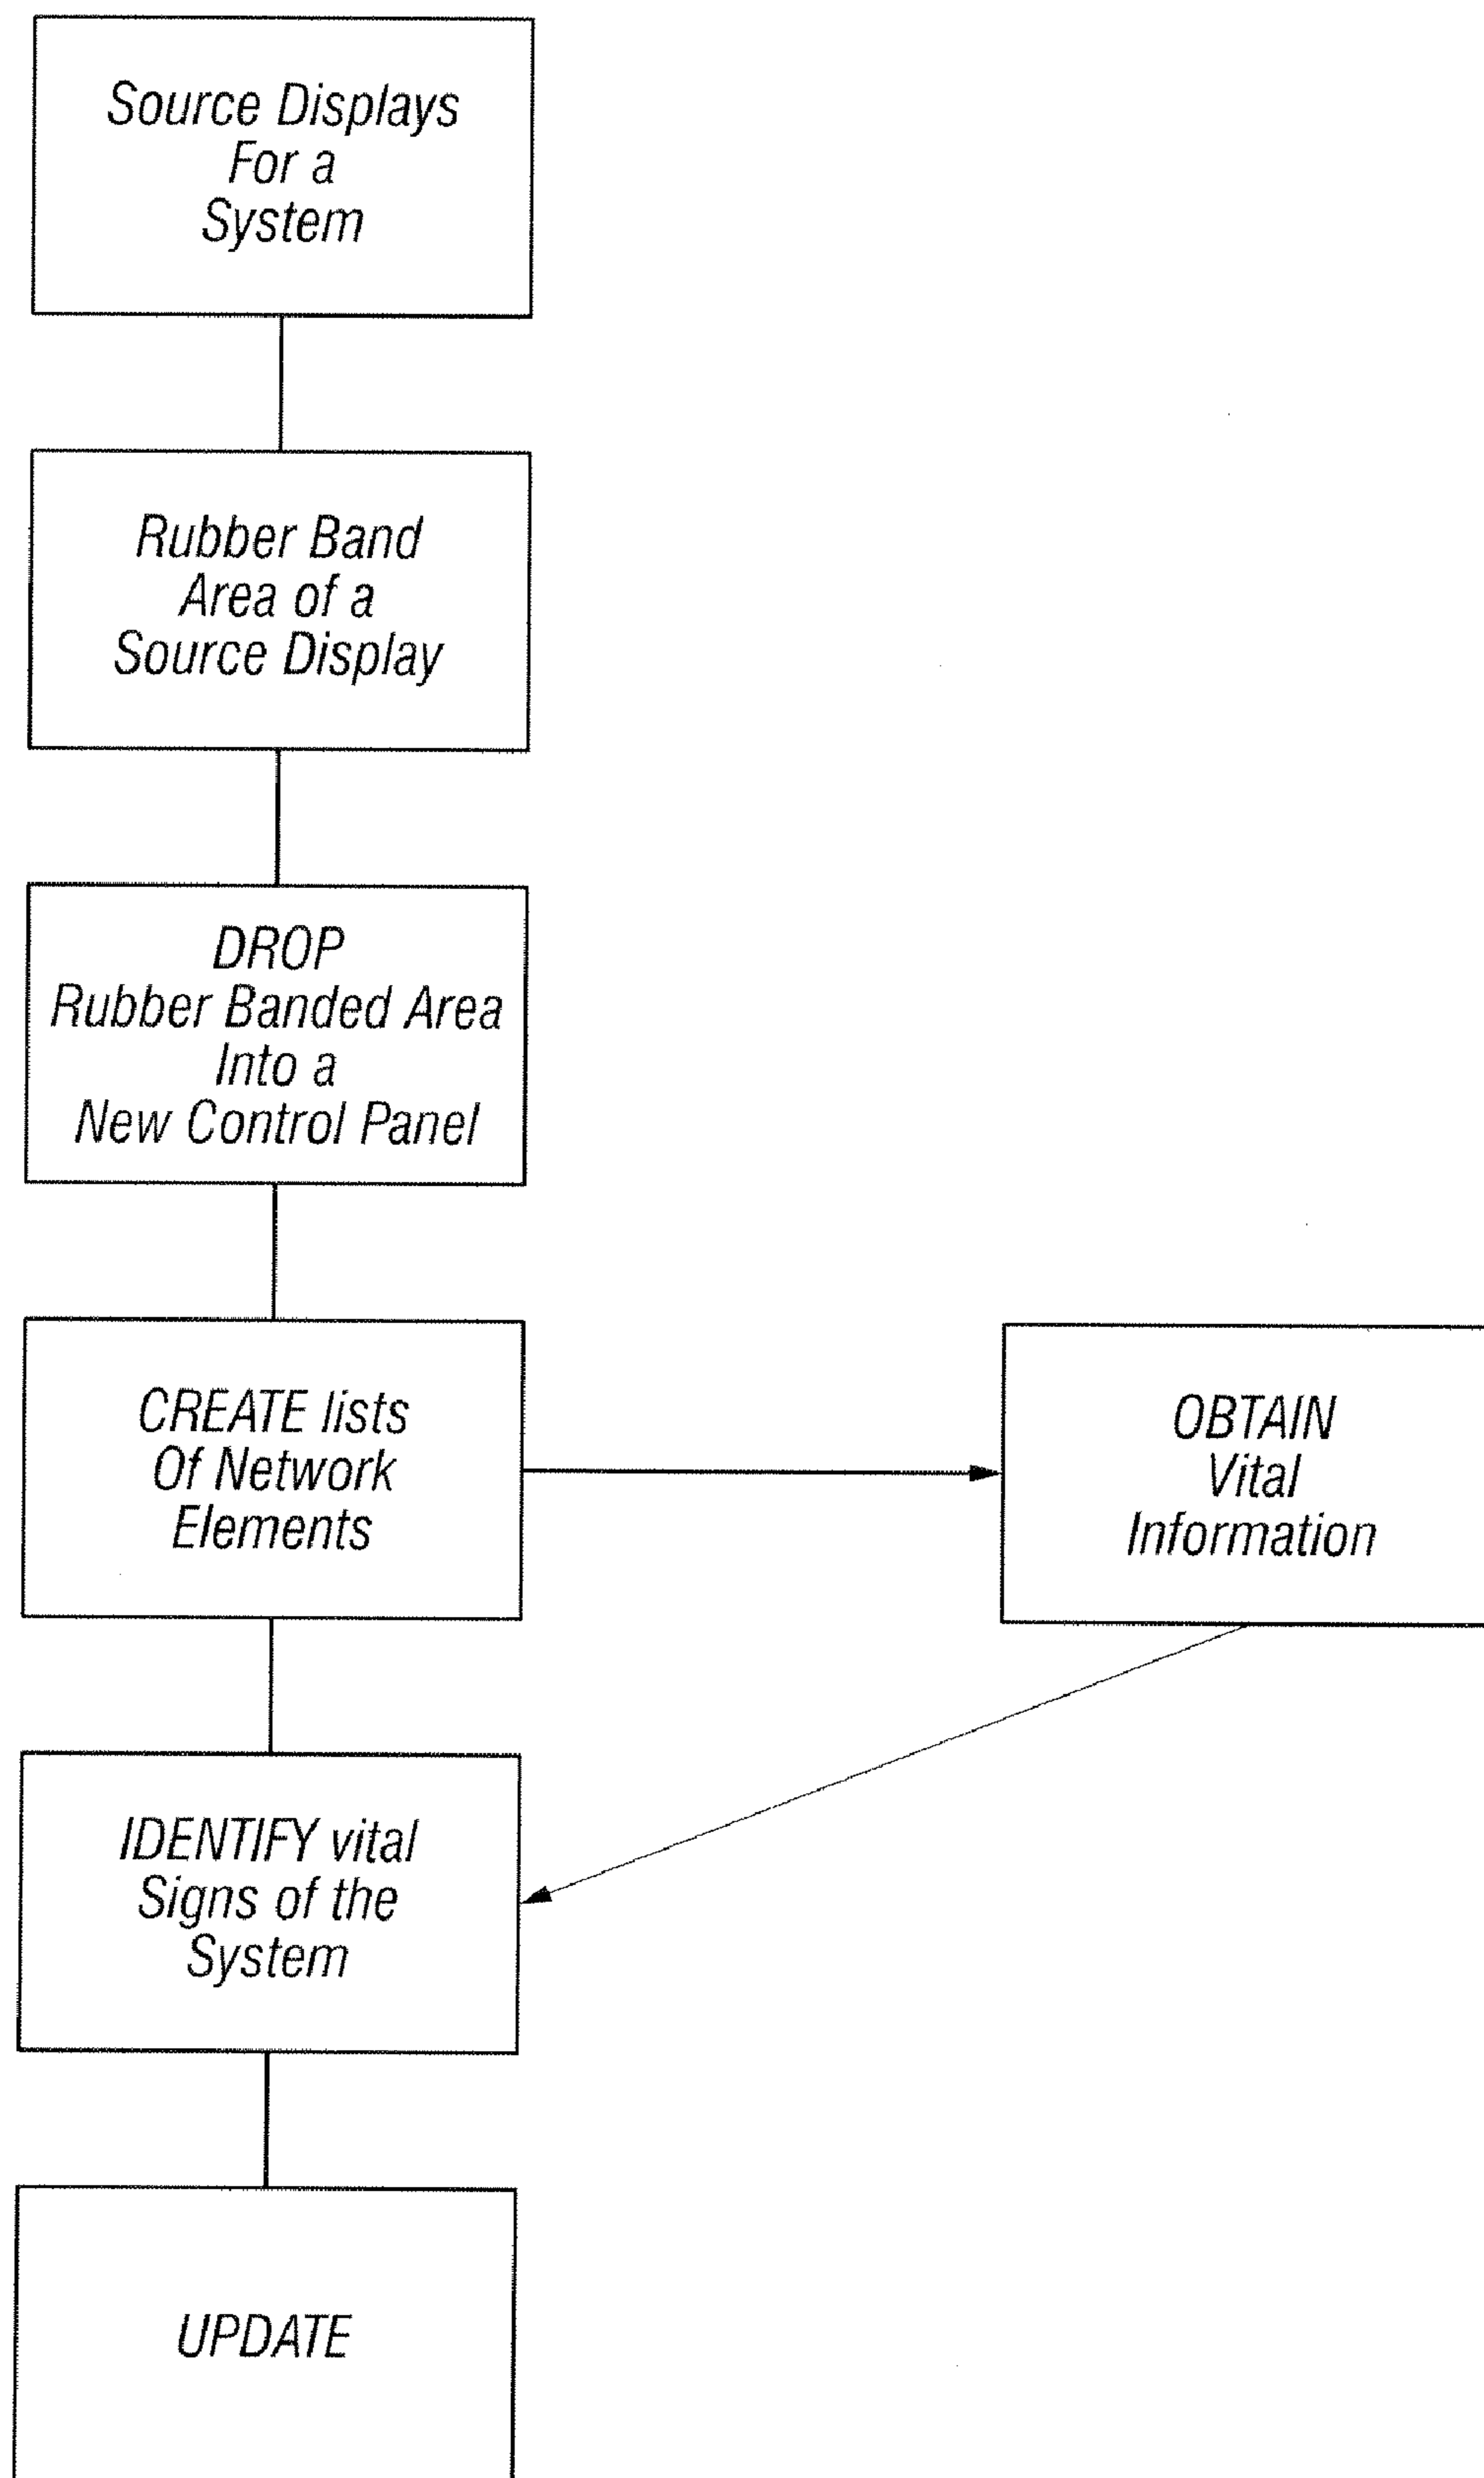 Source Displays
For a
System
Rubber Band
Area of a
Source Display
DROP
Rubber Banded Area
Into a
New Control Panel
CREATE lists
Of Network
Elements
OBTAIN
Vital
Information
IDENTIFY vital
Signs of the
System
UPDATE